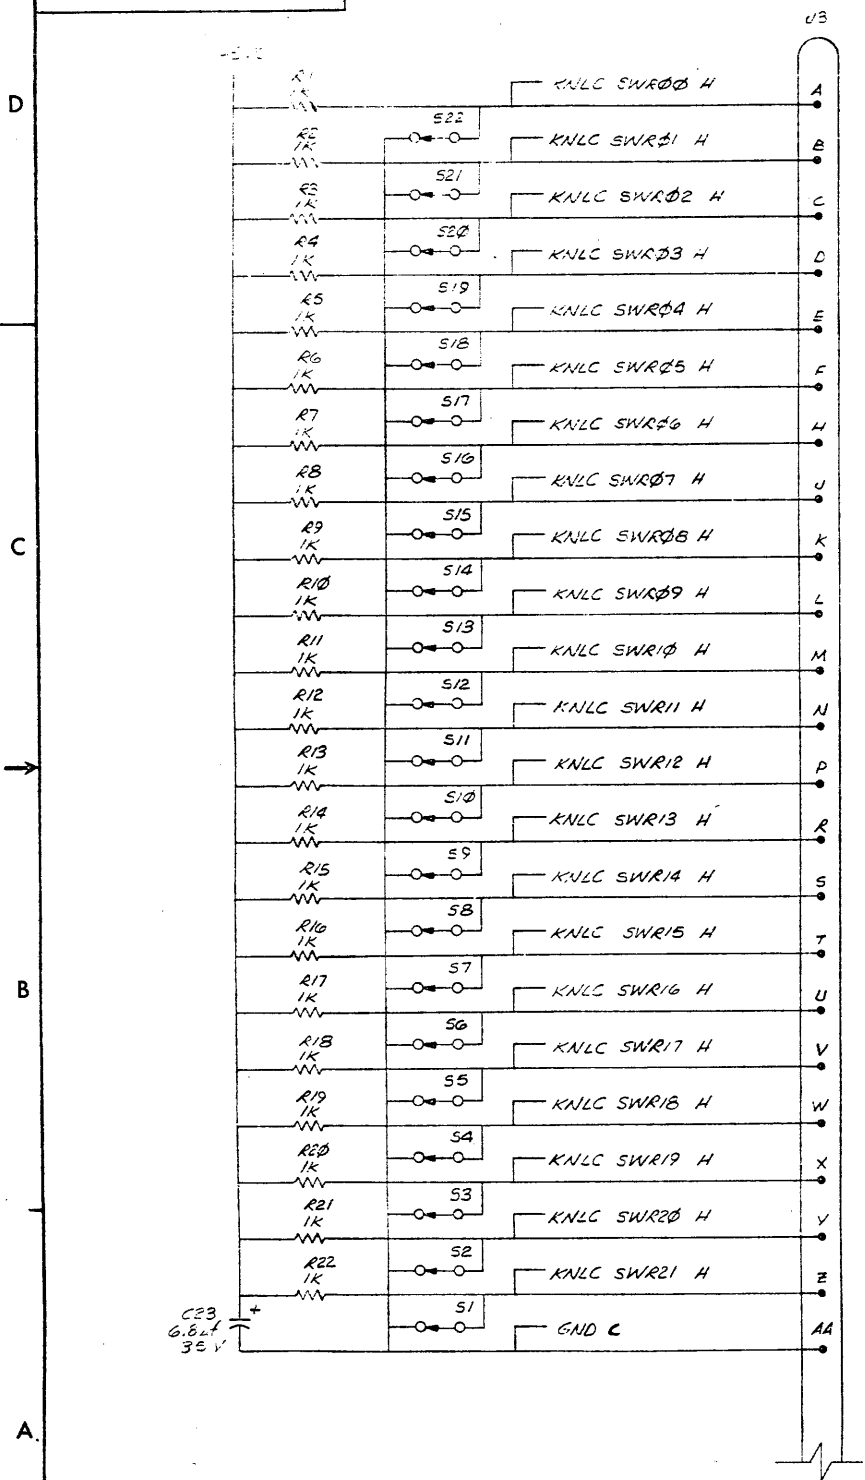 J3
R1
1K
KNLC SWRØØ H
A
D
S22
R2
1K
KNLC SWRØ1 H
B
S21
R3
1K
KNLC SWRØ2 H
C
S2Ø
R4
1K
KNLC SWRØ3 H
D
S19
R5
1K
KNLC SWRØ4 H
E
S18
R6
1K
KNLC SWRØ5 H
F
S17
R7
1K
KNLC SWRØ6 H
H
S16
R8
1K
KNLC SWRØ7 H
J
S15
R9
1K
KNLC SWRØ8 H
K
C
S14
R1Ø
1K
KNLC SWRØ9 H
L
S13
R11
1K
KNLC SWR1Ø H
M
S12
R12
1K
KNLC SWR11 H
N
S11
R13
1K
KNLC SWR12 H
P
S1Ø
R14
1K
KNLC SWR13 H
R
S9
R15
1K
KNLC SWR14 H
S
S8
R16
1K
KNLC SWR15 H
T
S7
R17
1K
KNLC SWR16 H
U
B
S6
R18
1K
KNLC SWR17 H
V
S5
R19
1K
KNLC SWR18 H
W
S4
R2Ø
1K
KNLC SWR19 H
X
S3
R21
1K
KNLC SWR2Ø H
Y
S2
R22
1K
KNLC SWR21 H
Z
S1
C23
6.8uf
35V
+
GND C
AA
A